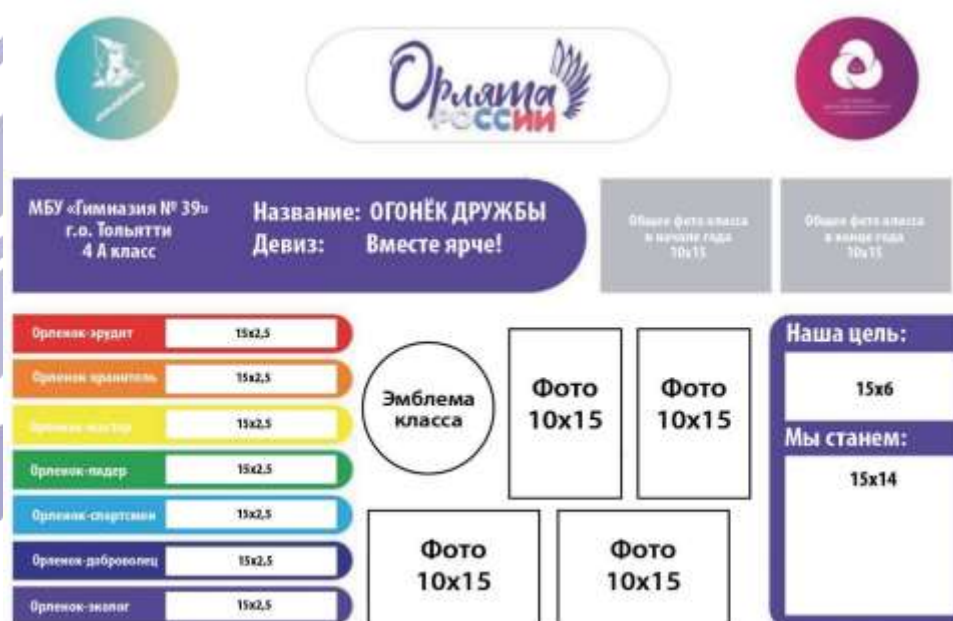 Орлята
РОССИИ
МБУ «Гимназия № 39»
г.о. Тольятти
4 А класс
Название: ОГОНЁК ДРУЖБЫ
Девиз: Вместе ярче!
Общее фото класса
в начале года
10х15
Общее фото класса
в конце года
10х15
Орленок-эрудит 15х2,5
Орленок-хранитель 15х2,5
Орленок-мастер 15х2,5
Орленок-лидер 15х2,5
Орленок-спортсмен 15х2,5
Орленок-доброволец 15х2,5
Орленок-эколог 15х2,5
Эмблема
класса
Фото
10х15
Фото
10х15
Фото
10х15
Фото
10х15
Наша цель:
15х6
Мы станем:
15х14